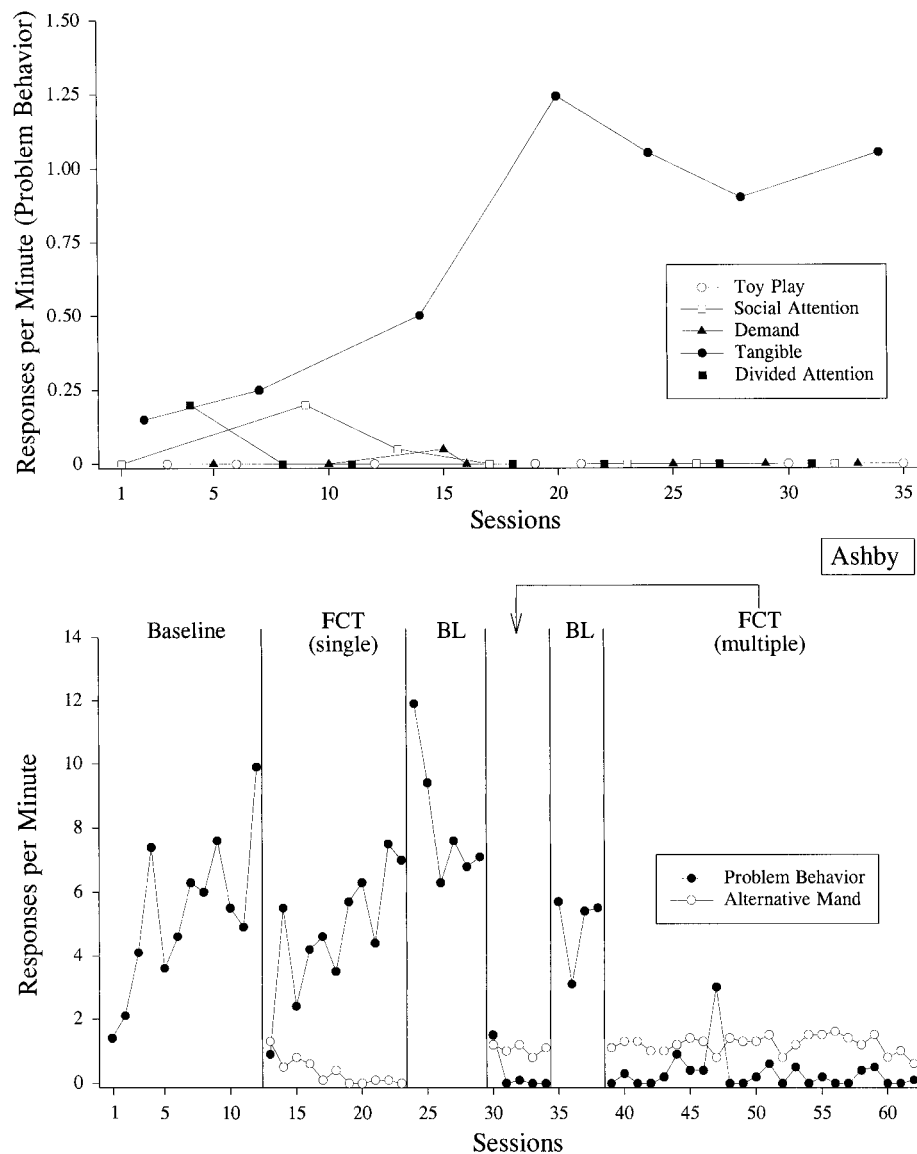 Responses per Minute (Problem Behavior)
1.50
1.25
1.00
0.75
0.50
0.25
0
Toy Play
Social Attention
Demand
Tangible
Divided Attention
1 5 10 15 20 25 30 35
Sessions
Ashby
Baseline
FCT
(single)
BL
BL
FCT
(multiple)
Responses per Minute
14
12
10
8
6
4
2
0
Problem Behavior
Alternative Mand
1 5 10 15 20 25 30 35 40 45 50 55 60
Sessions